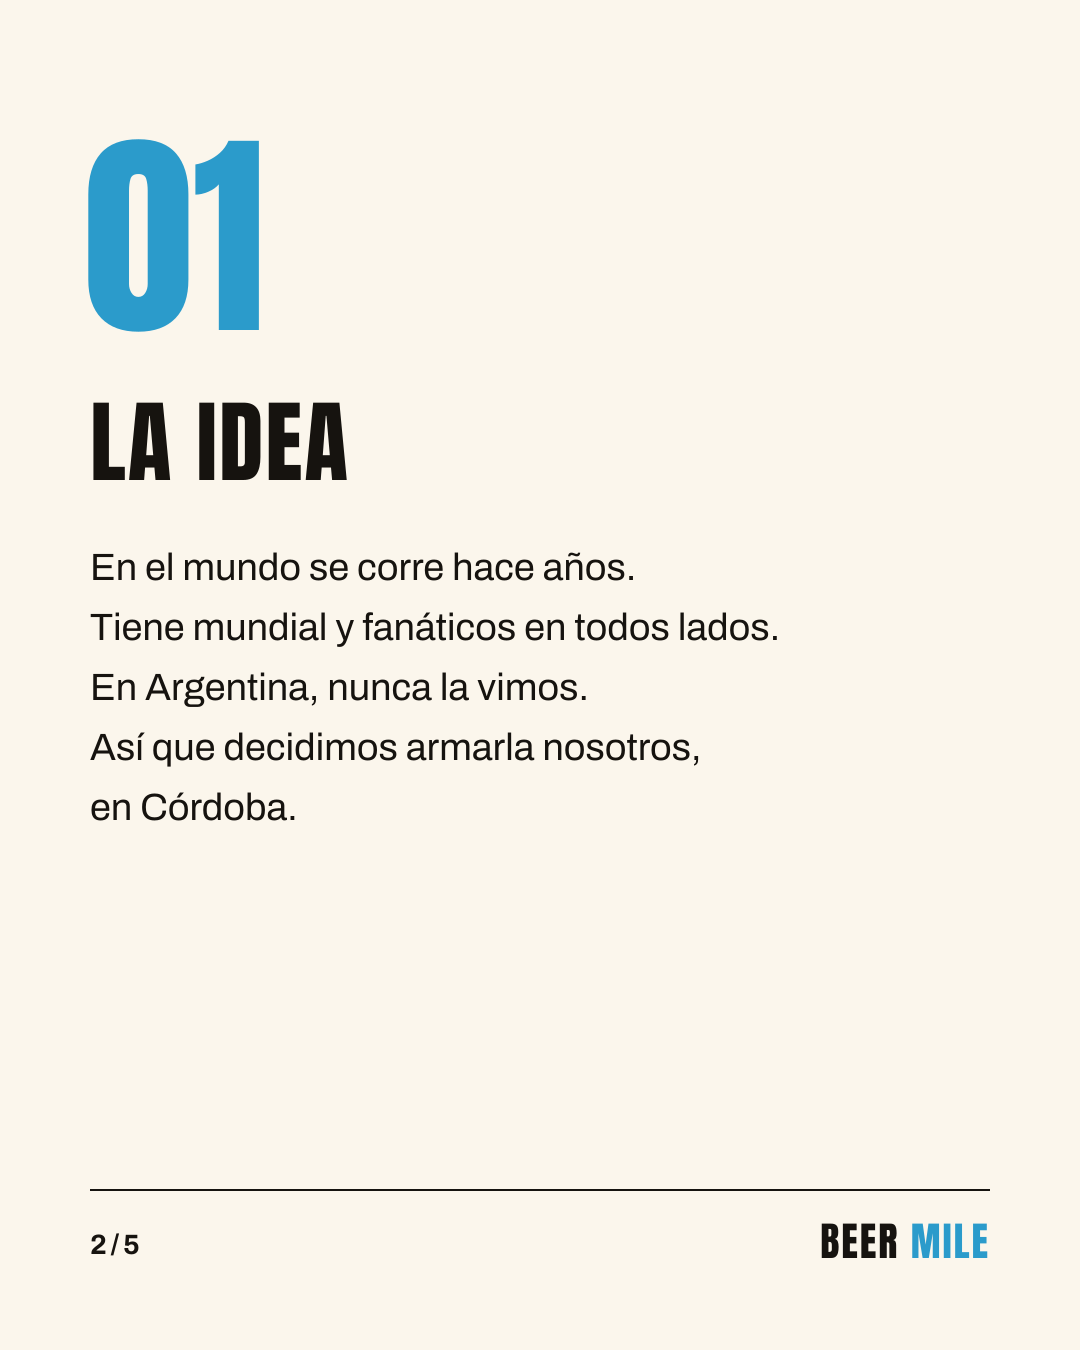 01
LA IDEA
En el mundo se corre hace años.
Tiene mundial y fanáticos en todos lados.
En Argentina, nunca la vimos.
Así que decidimos armarla nosotros,
en Córdoba.
2/5
BEER MILE